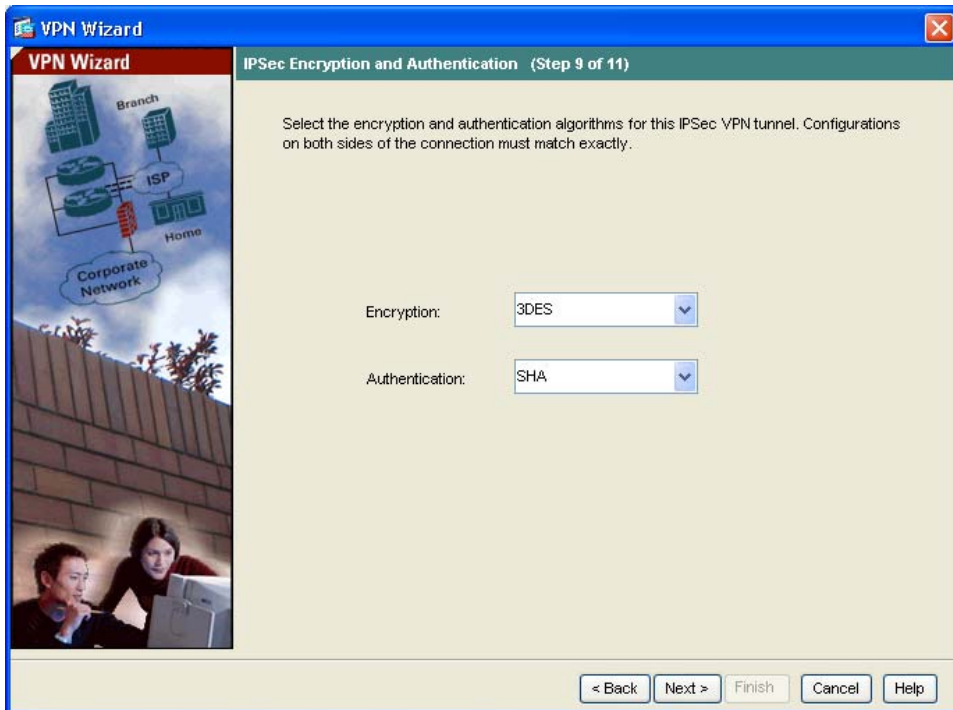 VPN Wizard
VPN Wizard
IPSec Encryption and Authentication (Step 9 of 11)
Branch
ISP
Home
Corporate
Network
Select the encryption and authentication algorithms for this IPSec VPN tunnel. Configurations
on both sides of the connection must match exactly.
Encryption: 3DES
Authentication: SHA
< Back Next > Finish Cancel Help